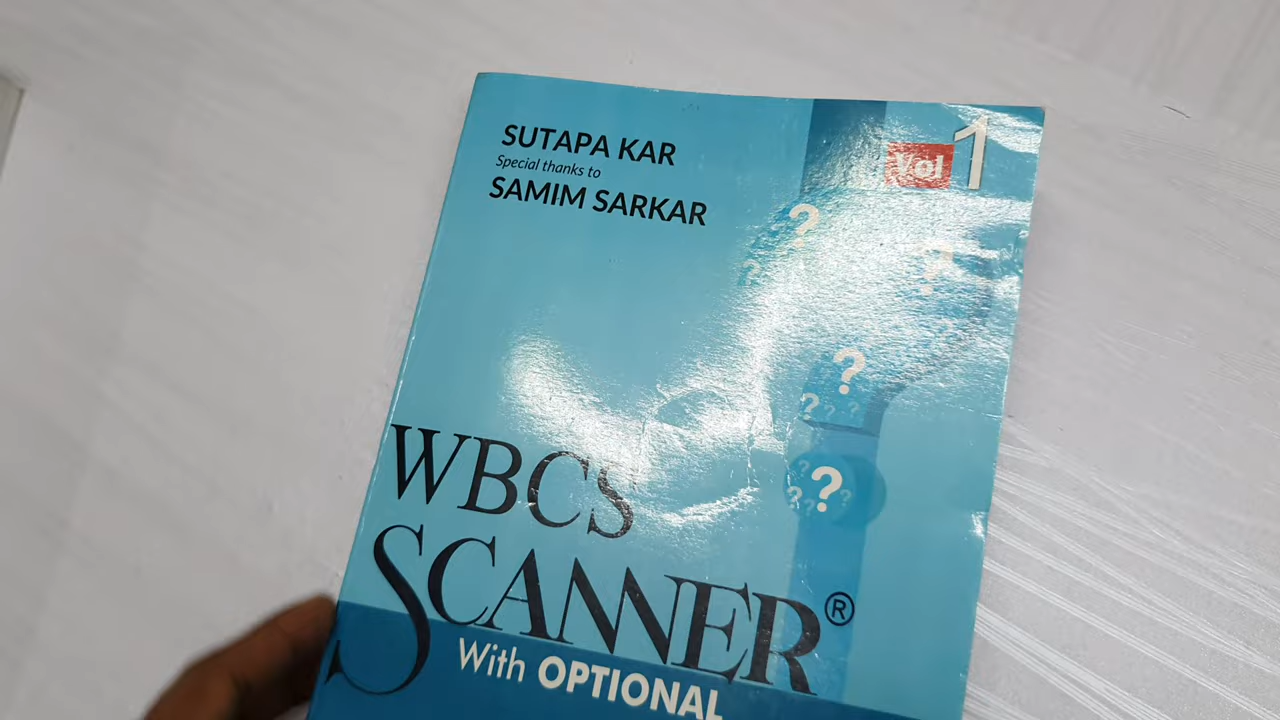 SUTAPA KAR
Special thanks to
SAMIM SARKAR
Vol 1
?
?
?
?
? ? ?
? ? ? ? ?
WBCS
SCANNER®
With OPTIONAL